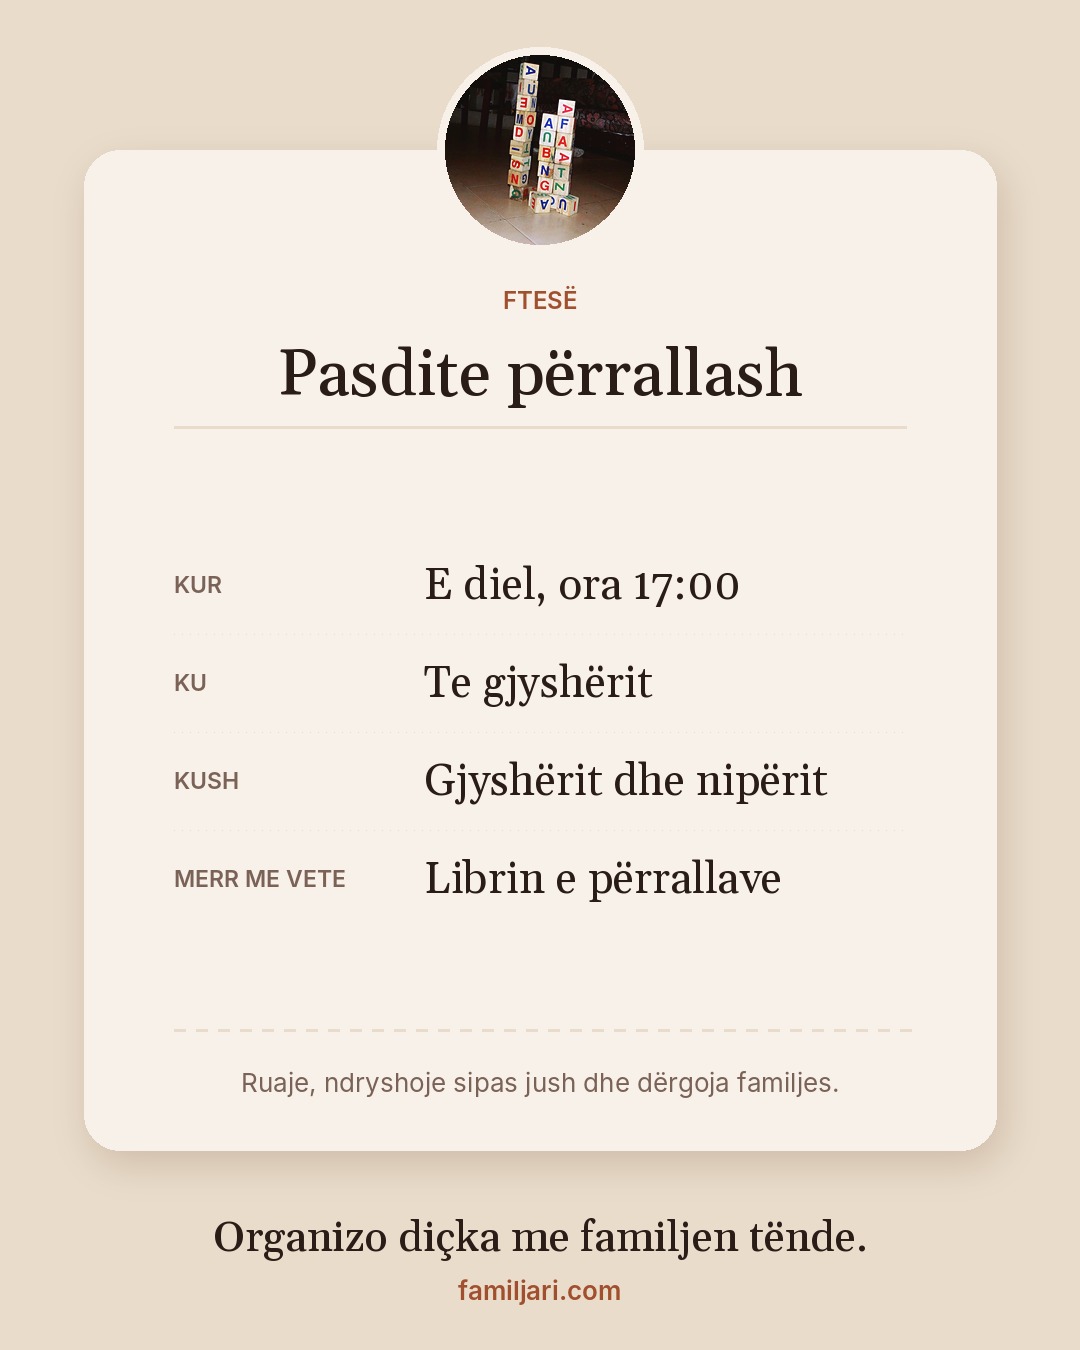 FTESË
Pasdite përrallash
KUR E diel, ora 17:00
KU Te gjyshërit
KUSH Gjyshërit dhe nipërit
MERR ME VETE Librin e përrallave
Ruaje, ndryshoje sipas jush dhe dërgoja familjes.
Organizo diçka me familjen tënde.
familjari.com